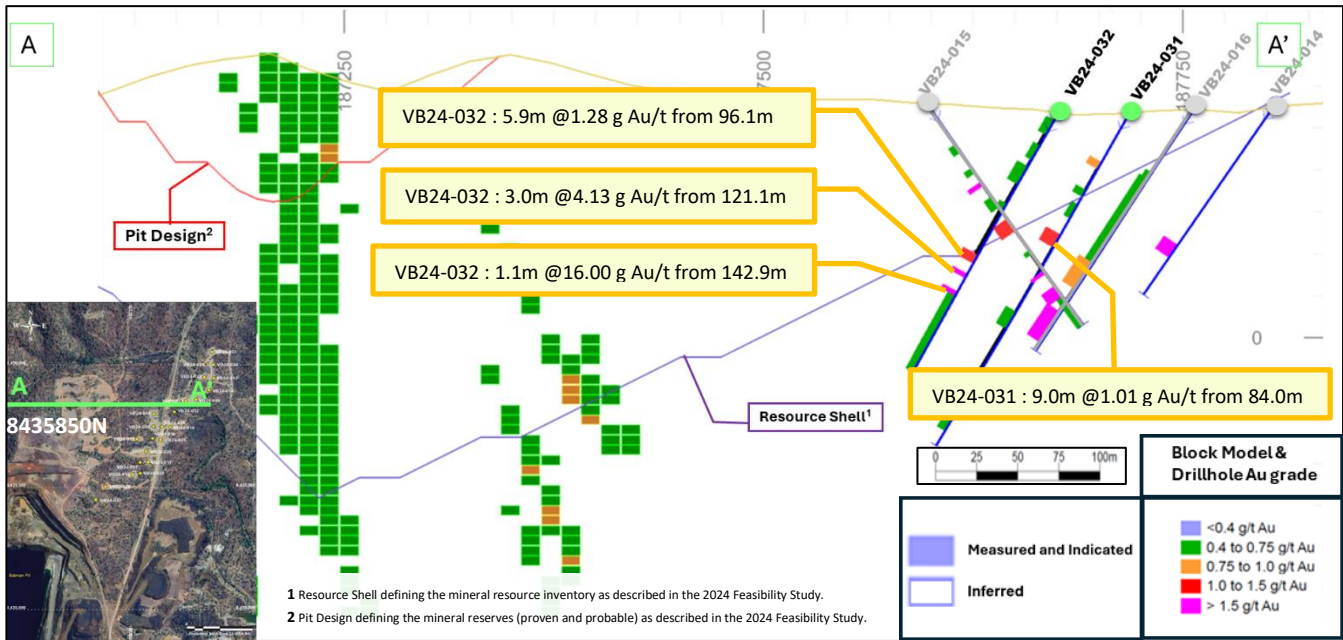 A
A'
187250
7500
187750
VB24-015
VB24-032
VB24-031
VB24-016
VB24-014
VB24-032 : 5.9m @1.28 g Au/t from 96.1m
VB24-032 : 3.0m @4.13 g Au/t from 121.1m
VB24-032 : 1.1m @16.00 g Au/t from 142.9m
Pit Design2
0
VB24-031 : 9.0m @1.01 g Au/t from 84.0m
Resource Shell1
W E
A A'
8435850N
0 25 50 75 100m
Block Model &
Drillhole Au grade
Measured and Indicated
Inferred
<0.4 g/t Au
0.4 to 0.75 g/t Au
0.75 to 1.0 g/t Au
1.0 to 1.5 g/t Au
> 1.5 g/t Au
1 Resource Shell defining the mineral resource inventory as described in the 2024 Feasibility Study.
2 Pit Design defining the mineral reserves (proven and probable) as described in the 2024 Feasibility Study.